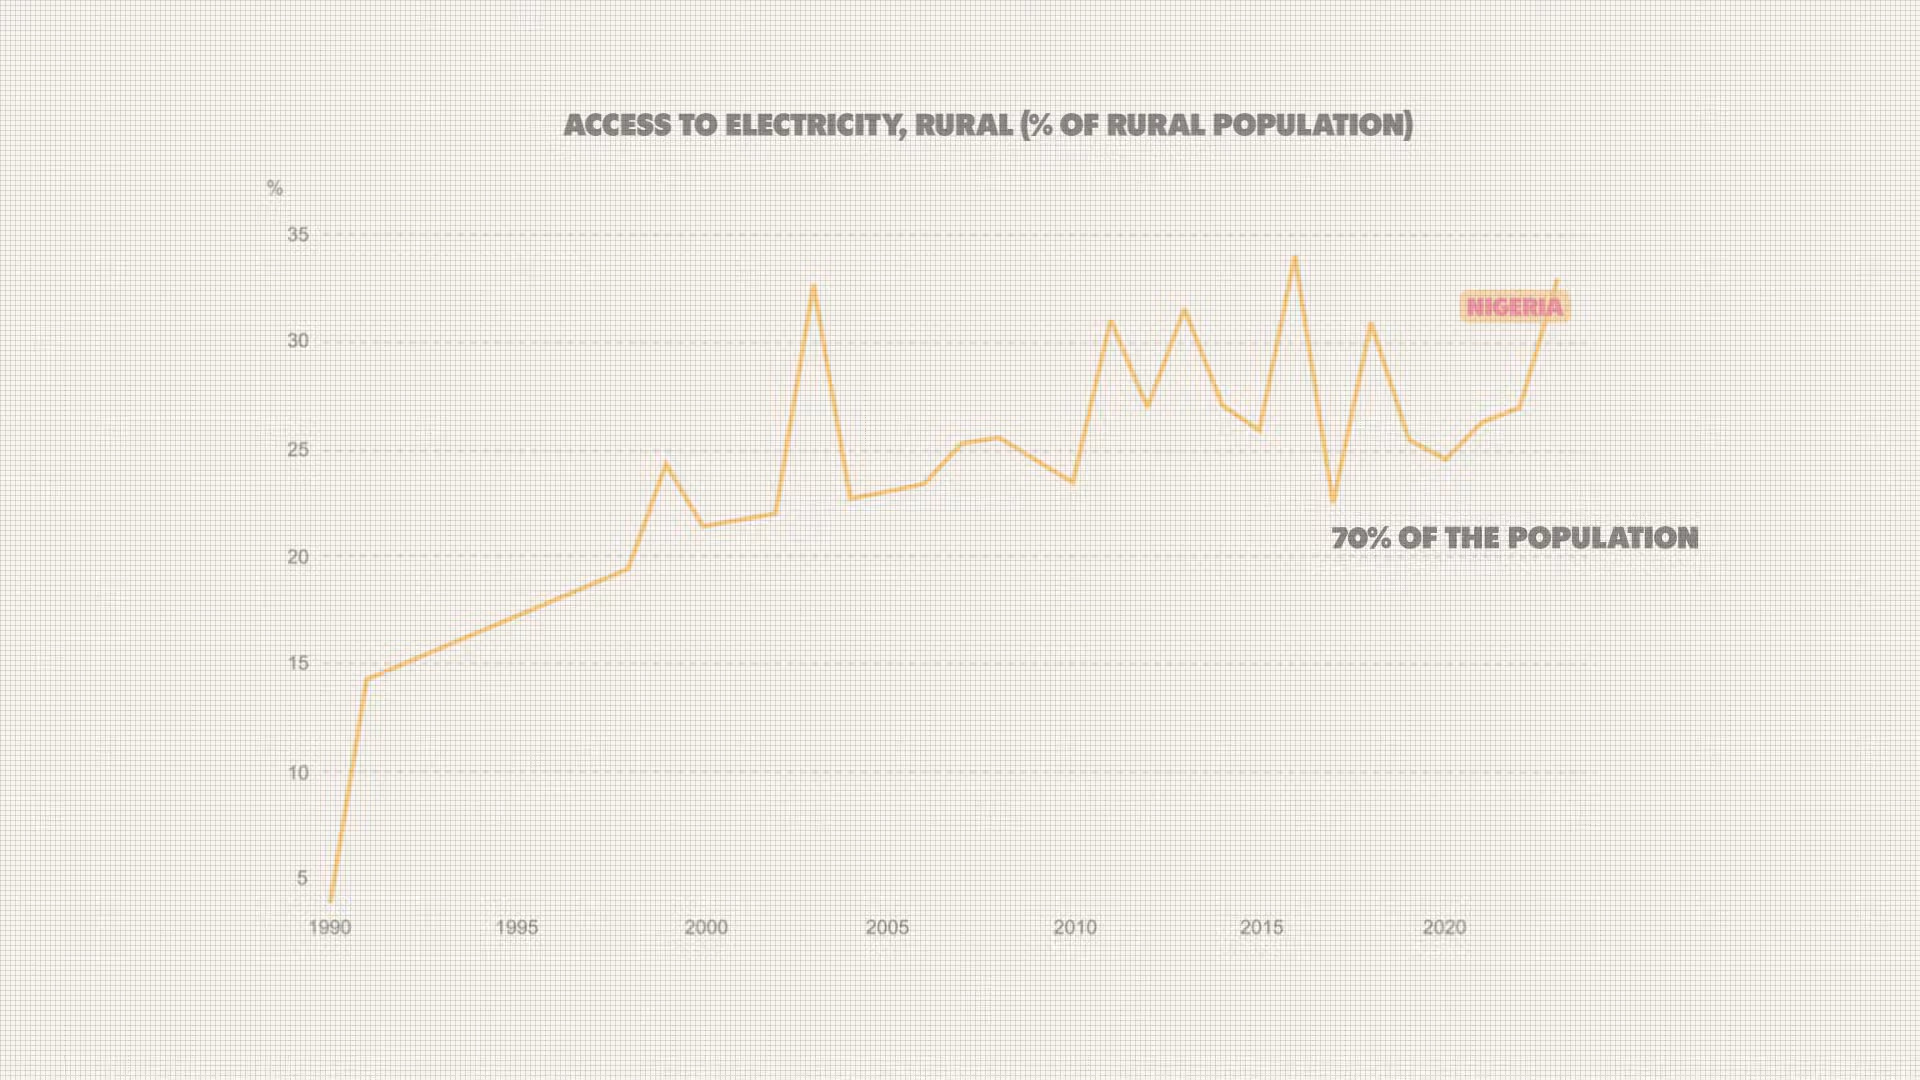 ACCESS TO ELECTRICITY, RURAL (% OF RURAL POPULATION)
%
35
NIGERIA
30
25
70% OF THE POPULATION
20
15
10
5
1990 1995 2000 2005 2010 2015 2020